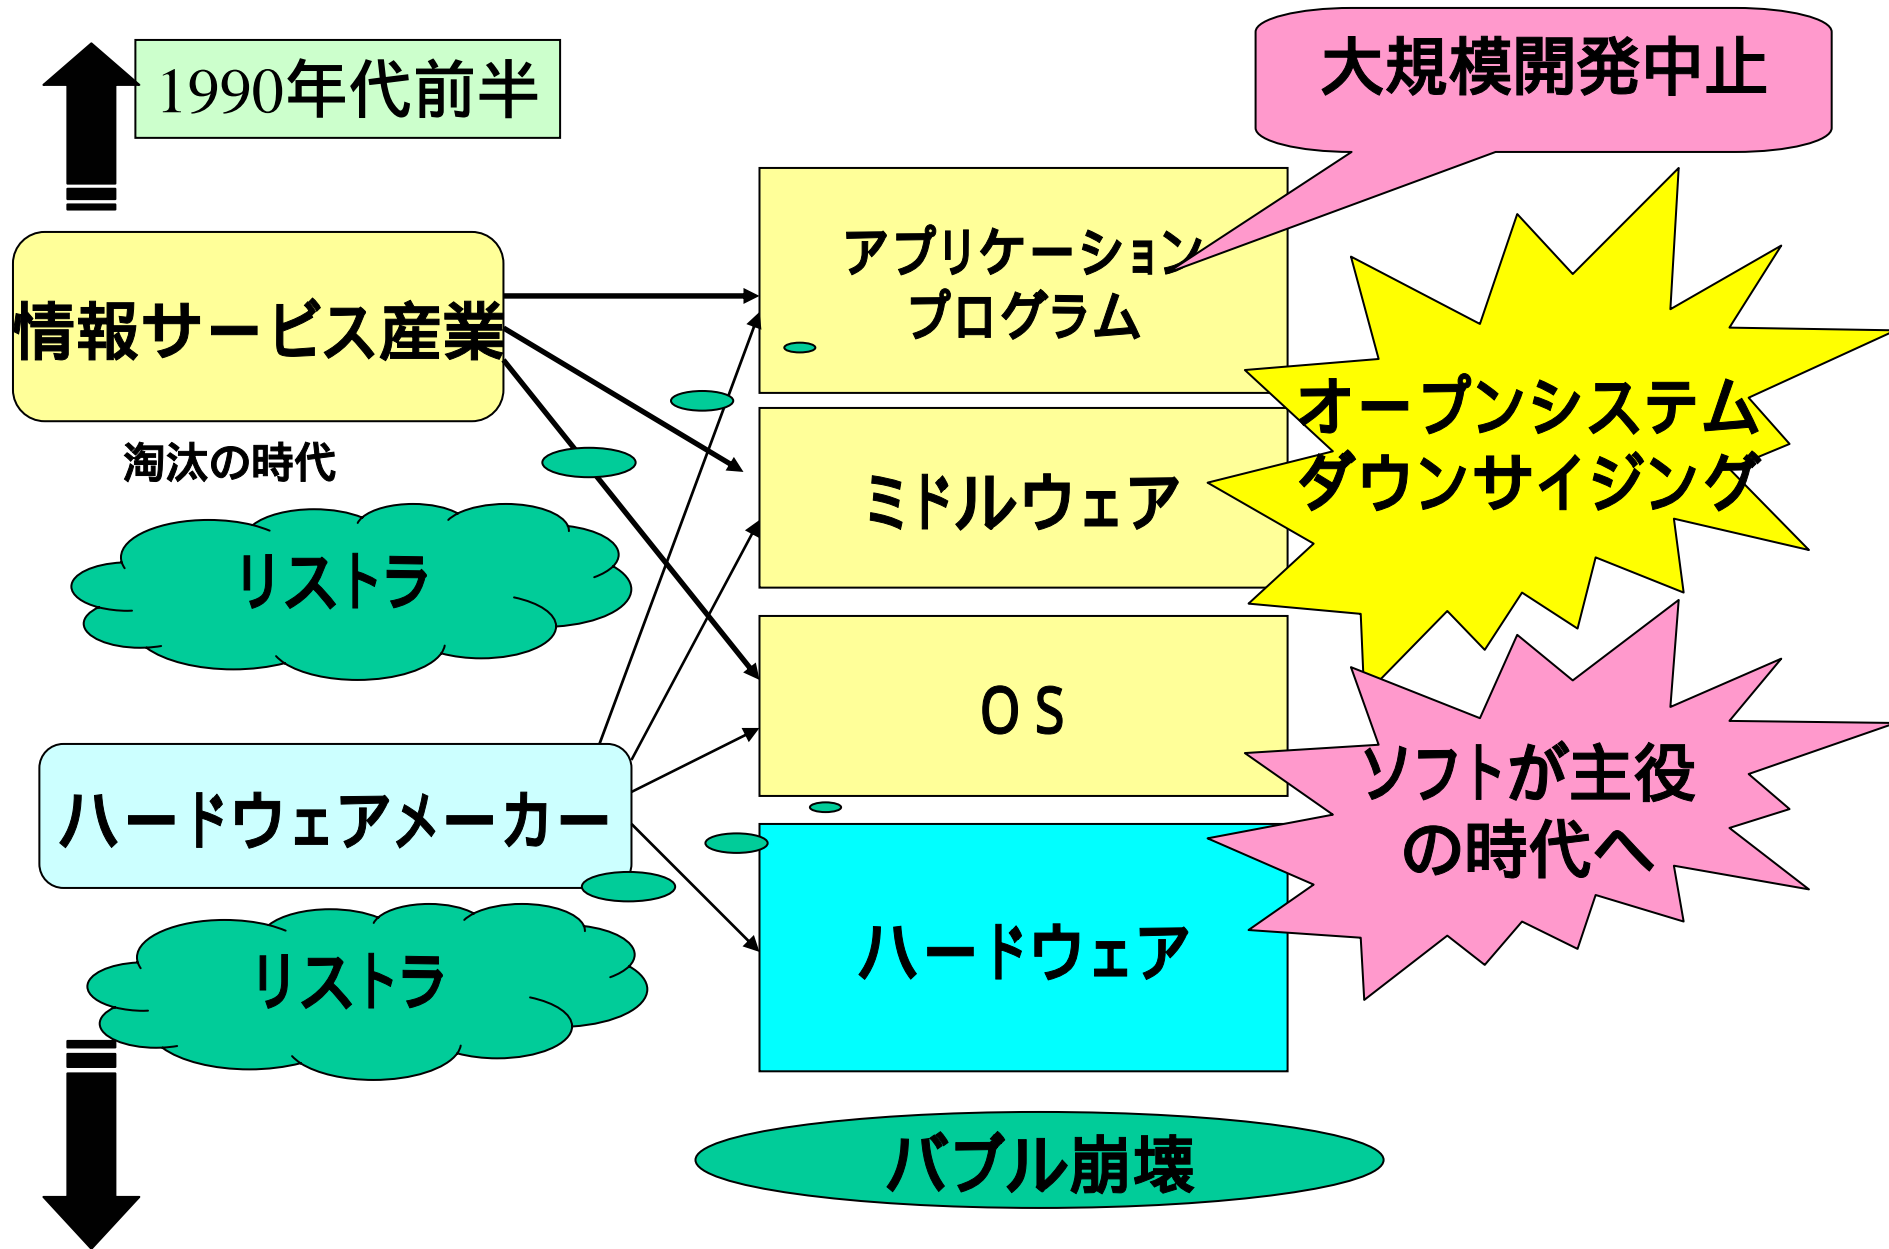 1990年代前半
大規模開発中止
アプリケーション
プログラム
情報サービス産業
オープンシステム
ダウンサイジング
淘汰の時代
ミドルウェア
リストラ
ＯＳ
ソフトが主役
の時代へ
ハードウェアメーカー
ハードウェア
リストラ
バブル崩壊